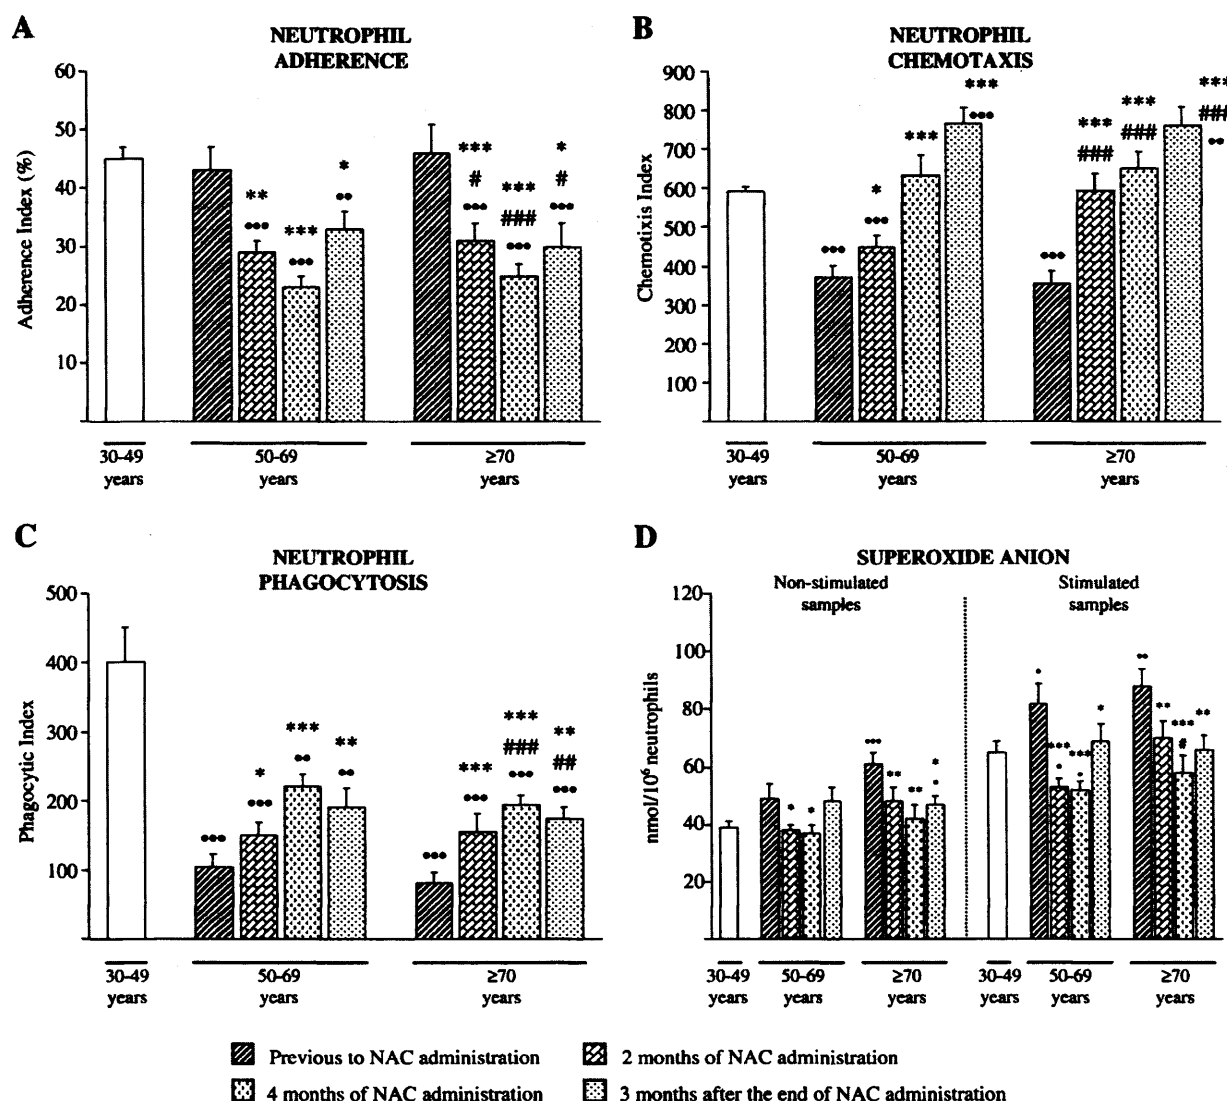 A
NEUTROPHIL
ADHERENCE
Adherence Index (%)
60
50
40
30
20
10
***
*
*
**
#
***
#
●●●
***
●●
●●●
###
●●●
●●●
●●●
30-49
years
50-69
years
≥70
years
B
NEUTROPHIL
CHEMOTAXIS
Chemotixis Index
900
800
700
600
500
400
300
200
100
***
●●●
***
*
●●●
●●●
***
###
●●
***
###
***
###
●●●
30-49
years
50-69
years
≥70
years
C
NEUTROPHIL
PHAGOCYTOSIS
Phagocytic Index
500
400
300
200
100
***
●●
**
●●
*
●●●
●●●
***
###
●●●
**
##
●●●
***
●●●
●●●
30-49
years
50-69
years
≥70
years
D
SUPEROXIDE ANION
Non-stimulated
samples
Stimulated
samples
nmol/10⁶ neutrophils
120
100
80
60
40
20
*
*
●●●
**
**
*
●
●
***
●
***
●
*
●●
**
***
#
**
30-49
years
50-69
years
≥70
years
30-49
years
50-69
years
≥70
years
Previous to NAC administration
2 months of NAC administration
4 months of NAC administration
3 months after the end of NAC administration